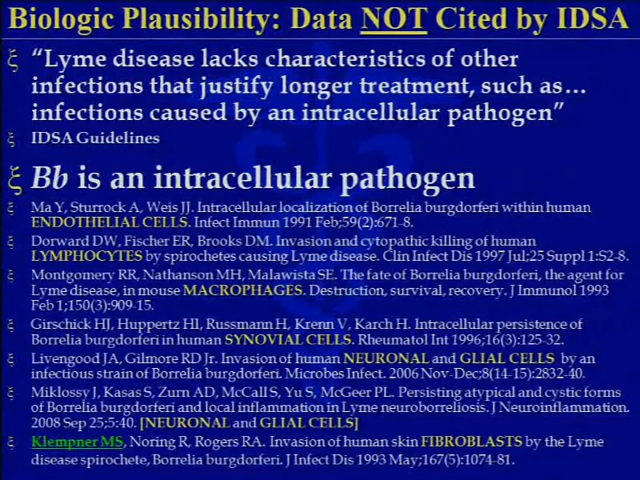 Biologic Plausibility: Data NOT Cited by IDSA
ξ "Lyme disease lacks characteristics of other
infections that justify longer treatment, such as…
infections caused by an intracellular pathogen"
ξ IDSA Guidelines
ξ Bb is an intracellular pathogen
ξ Ma Y, Sturrock A, Weis JJ. Intracellular localization of Borrelia burgdorferi within human
ENDOTHELIAL CELLS. Infect Immun 1991 Feb;59(2):671-8.
ξ Dorward DW, Fischer ER, Brooks DM. Invasion and cytopathic killing of human
LYMPHOCYTES by spirochetes causing Lyme disease. Clin Infect Dis 1997 Jul;25 Suppl 1:S2-8.
ξ Montgomery RR, Nathanson MH, Malawista SE. The fate of Borrelia burgdorferi, the agent for
Lyme disease, in mouse MACROPHAGES. Destruction, survival, recovery. J Immunol 1993
Feb 1;150(3):909-15.
ξ Girschick HJ, Huppertz HI, Russmann H, Krenn V, Karch H. Intracellular persistence of
Borrelia burgdorferi in human SYNOVIAL CELLS. Rheumatol Int 1996;16(3):125-32.
ξ Livengood JA, Gilmore RD Jr. Invasion of human NEURONAL and GLIAL CELLS by an
infectious strain of Borrelia burgdorferi. Microbes Infect. 2006 Nov-Dec;8(14-15):2832-40.
ξ Miklossy J, Kasas S, Zurn AD, McCall S, Yu S, McGeer PL. Persisting atypical and cystic forms
of Borrelia burgdorferi and local inflammation in Lyme neuroborreliosis. J Neuroinflammation.
2008 Sep 25;5:40. [NEURONAL and GLIAL CELLS]
ξ Klempner MS, Noring R, Rogers RA. Invasion of human skin FIBROBLASTS by the Lyme
disease spirochete, Borrelia burgdorferi. J Infect Dis 1993 May;167(5):1074-81.